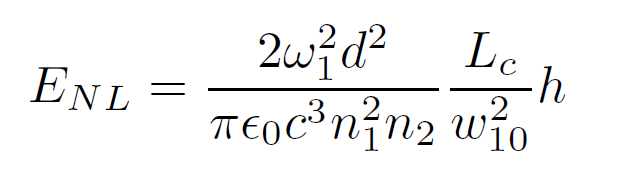 E_{NL} = \frac{2\omega_1^2 d^2}{\pi\epsilon_0 c^3 n_1^2 n_2} \frac{L_c}{w_{10}^2} h